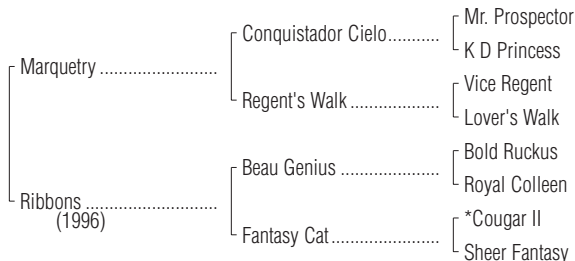 Mr. Prospector
Conquistador Cielo..........
K D Princess
Marquetry ........................
Vice Regent
Regent's Walk ..................
Lover's Walk
Bold Ruckus
Beau Genius ....................
Royal Colleen
Ribbons ...........................
(1996)
*Cougar II
Fantasy Cat......................
Sheer Fantasy